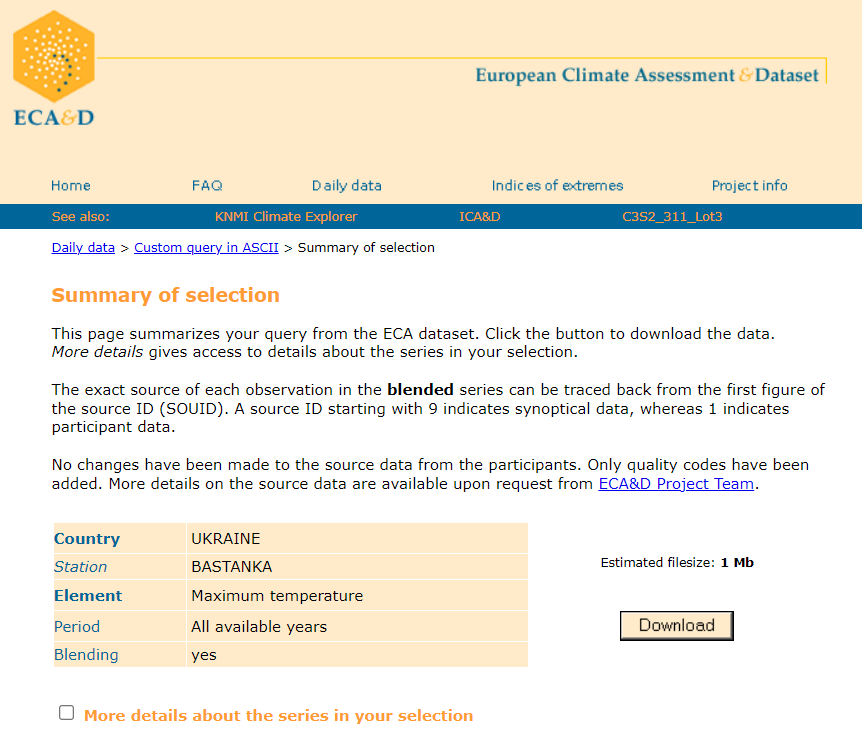 ECA&D
European Climate Assessment & Dataset
Home FAQ Daily data Indices of extremes Project info
See also: KNMI Climate Explorer ICA&D C3S2_311_Lot3
Daily data > Custom query in ASCII > Summary of selection
Summary of selection
This page summarizes your query from the ECA dataset. Click the button to download the data.
More details gives access to details about the series in your selection.
The exact source of each observation in the blended series can be traced back from the first figure of
the source ID (SOUID). A source ID starting with 9 indicates synoptical data, whereas 1 indicates
participant data.
No changes have been made to the source data from the participants. Only quality codes have been
added. More details on the source data are available upon request from ECA&D Project Team.
Country UKRAINE
Station BASTANKA
Element Maximum temperature
Period All available years
Blending yes
Estimated filesize: 1 Mb
Download
More details about the series in your selection